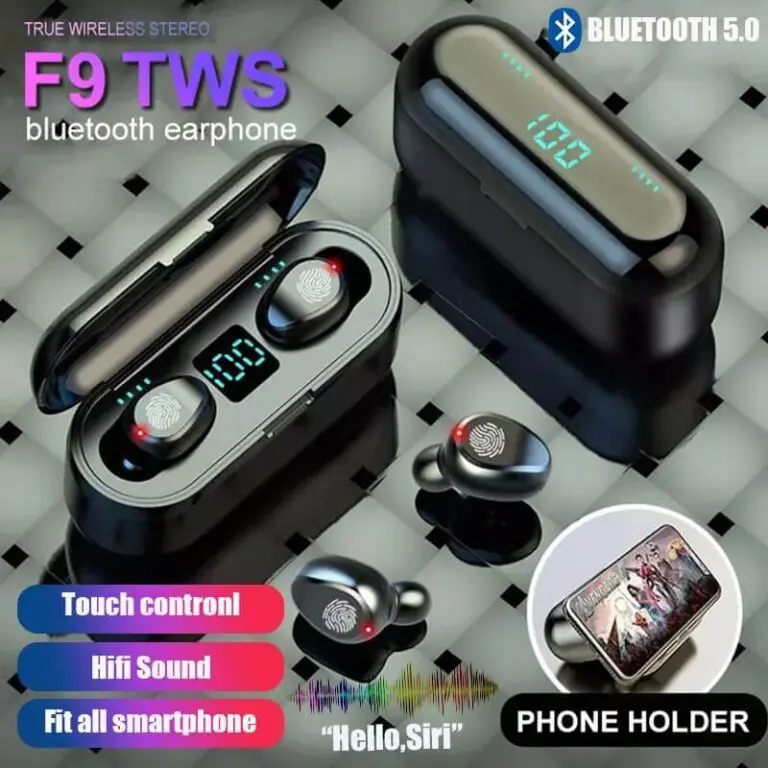 TRUE WIRELESS STEREO
F9 TWS
bluetooth earphone
BLUETOOTH 5.0
100
100
Touch contronl
Hifi Sound
Fit all smartphone
“Hello,Siri”
PHONE HOLDER